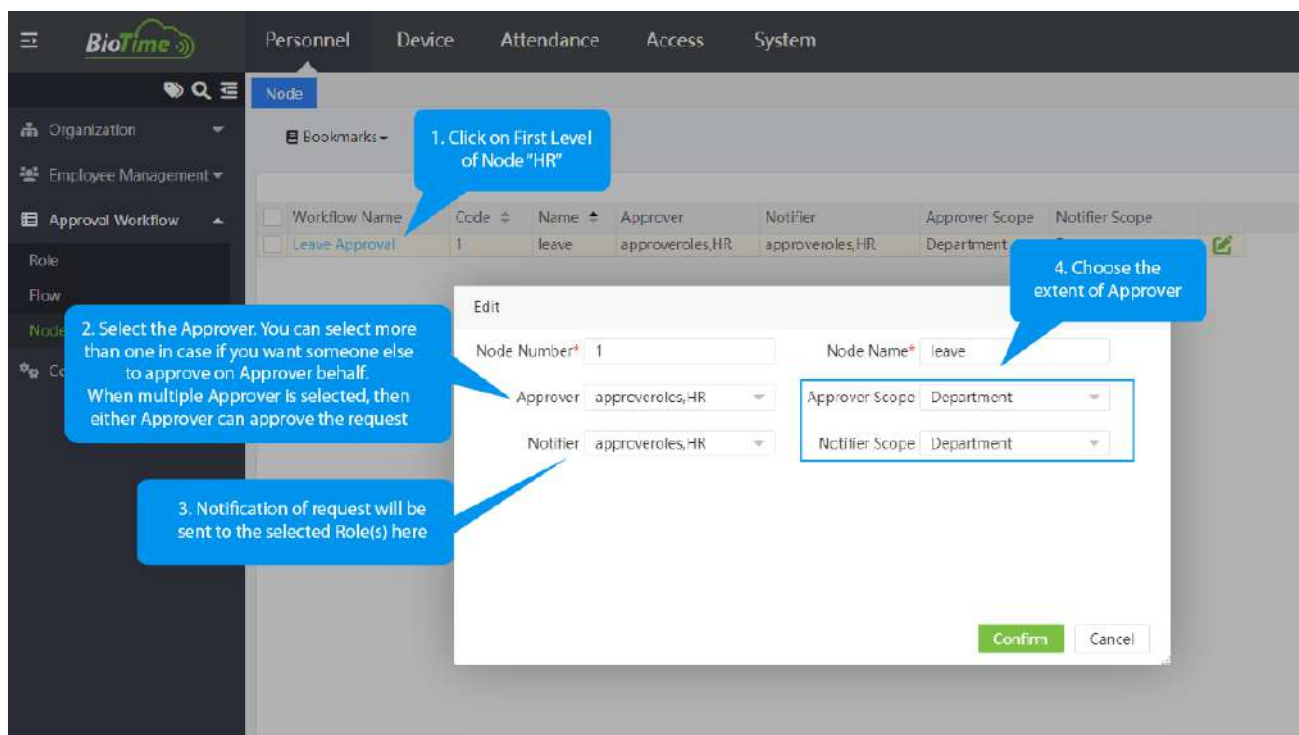 BioTime
Personnel Device Attendance Access System
Node
Organization
Bookmarks
1. Click on First Level
of Node "HR"
Employee Management
Approval Workflow
Workflow Name Code Name Approver Notifier Approver Scope Notifier Scope
Leave Approval 1 leave approveroles,HR approveroles,HR Department
Role
4. Choose the
extent of Approver
Flow
Edit
Node
2. Select the Approver. You can select more
than one in case if you want someone else
to approve on Approver behalf.
When multiple Approver is selected, then
either Approver can approve the request
Node Number* 1 Node Name* leave
Approver approveroles,HR Approver Scope Department
Notifier approveroles,HR Notifier Scope Department
3. Notification of request will be
sent to the selected Role(s) here
Confirm Cancel